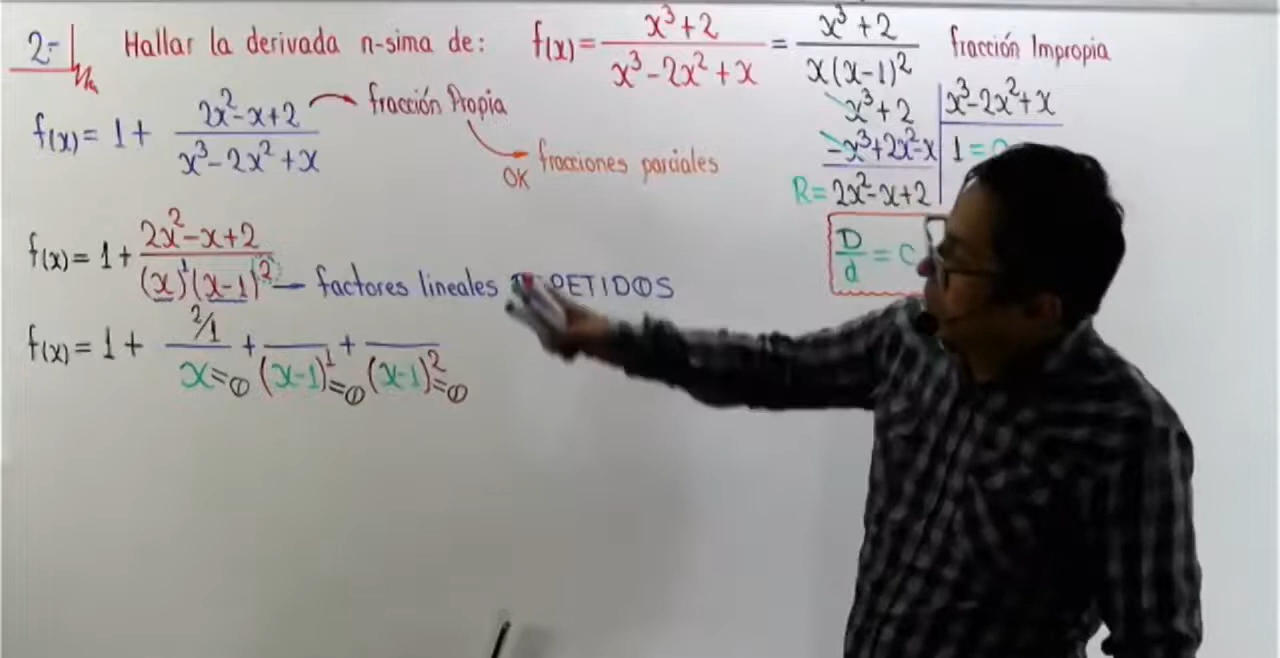 2.- Hallar la derivada n-sima de: f(x) = x³+2 / x³-2x²+x = x³+2 / x(x-1)² fracción Impropia
f(x) = 1 + 2x²-x+2 / x³-2x²+x fracción Propia
OK fracciones parciales
x³+2 | x³-2x²+x
-x³+2x²-x 1=
R = 2x²-x+2
D/d = C
f(x) = 1 + 2x²-x+2 / (x)¹(x-1)² factores lineales PETIDOS
f(x) = 1 + 2/1 / x=0 + / (x-1)¹=0 + / (x-1)²=0